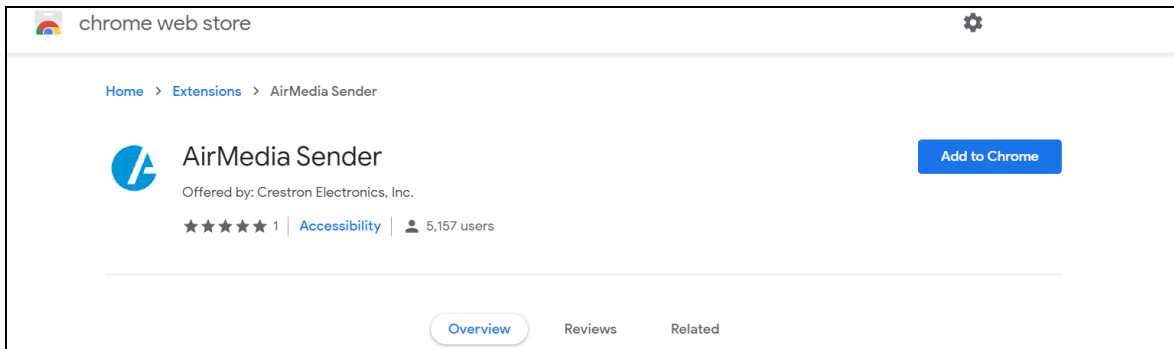 chrome web store
Home > Extensions > AirMedia Sender
AirMedia Sender
Add to Chrome
Offered by: Crestron Electronics, Inc.
★★★★★ 1 | Accessibility | 5,157 users
Overview Reviews Related